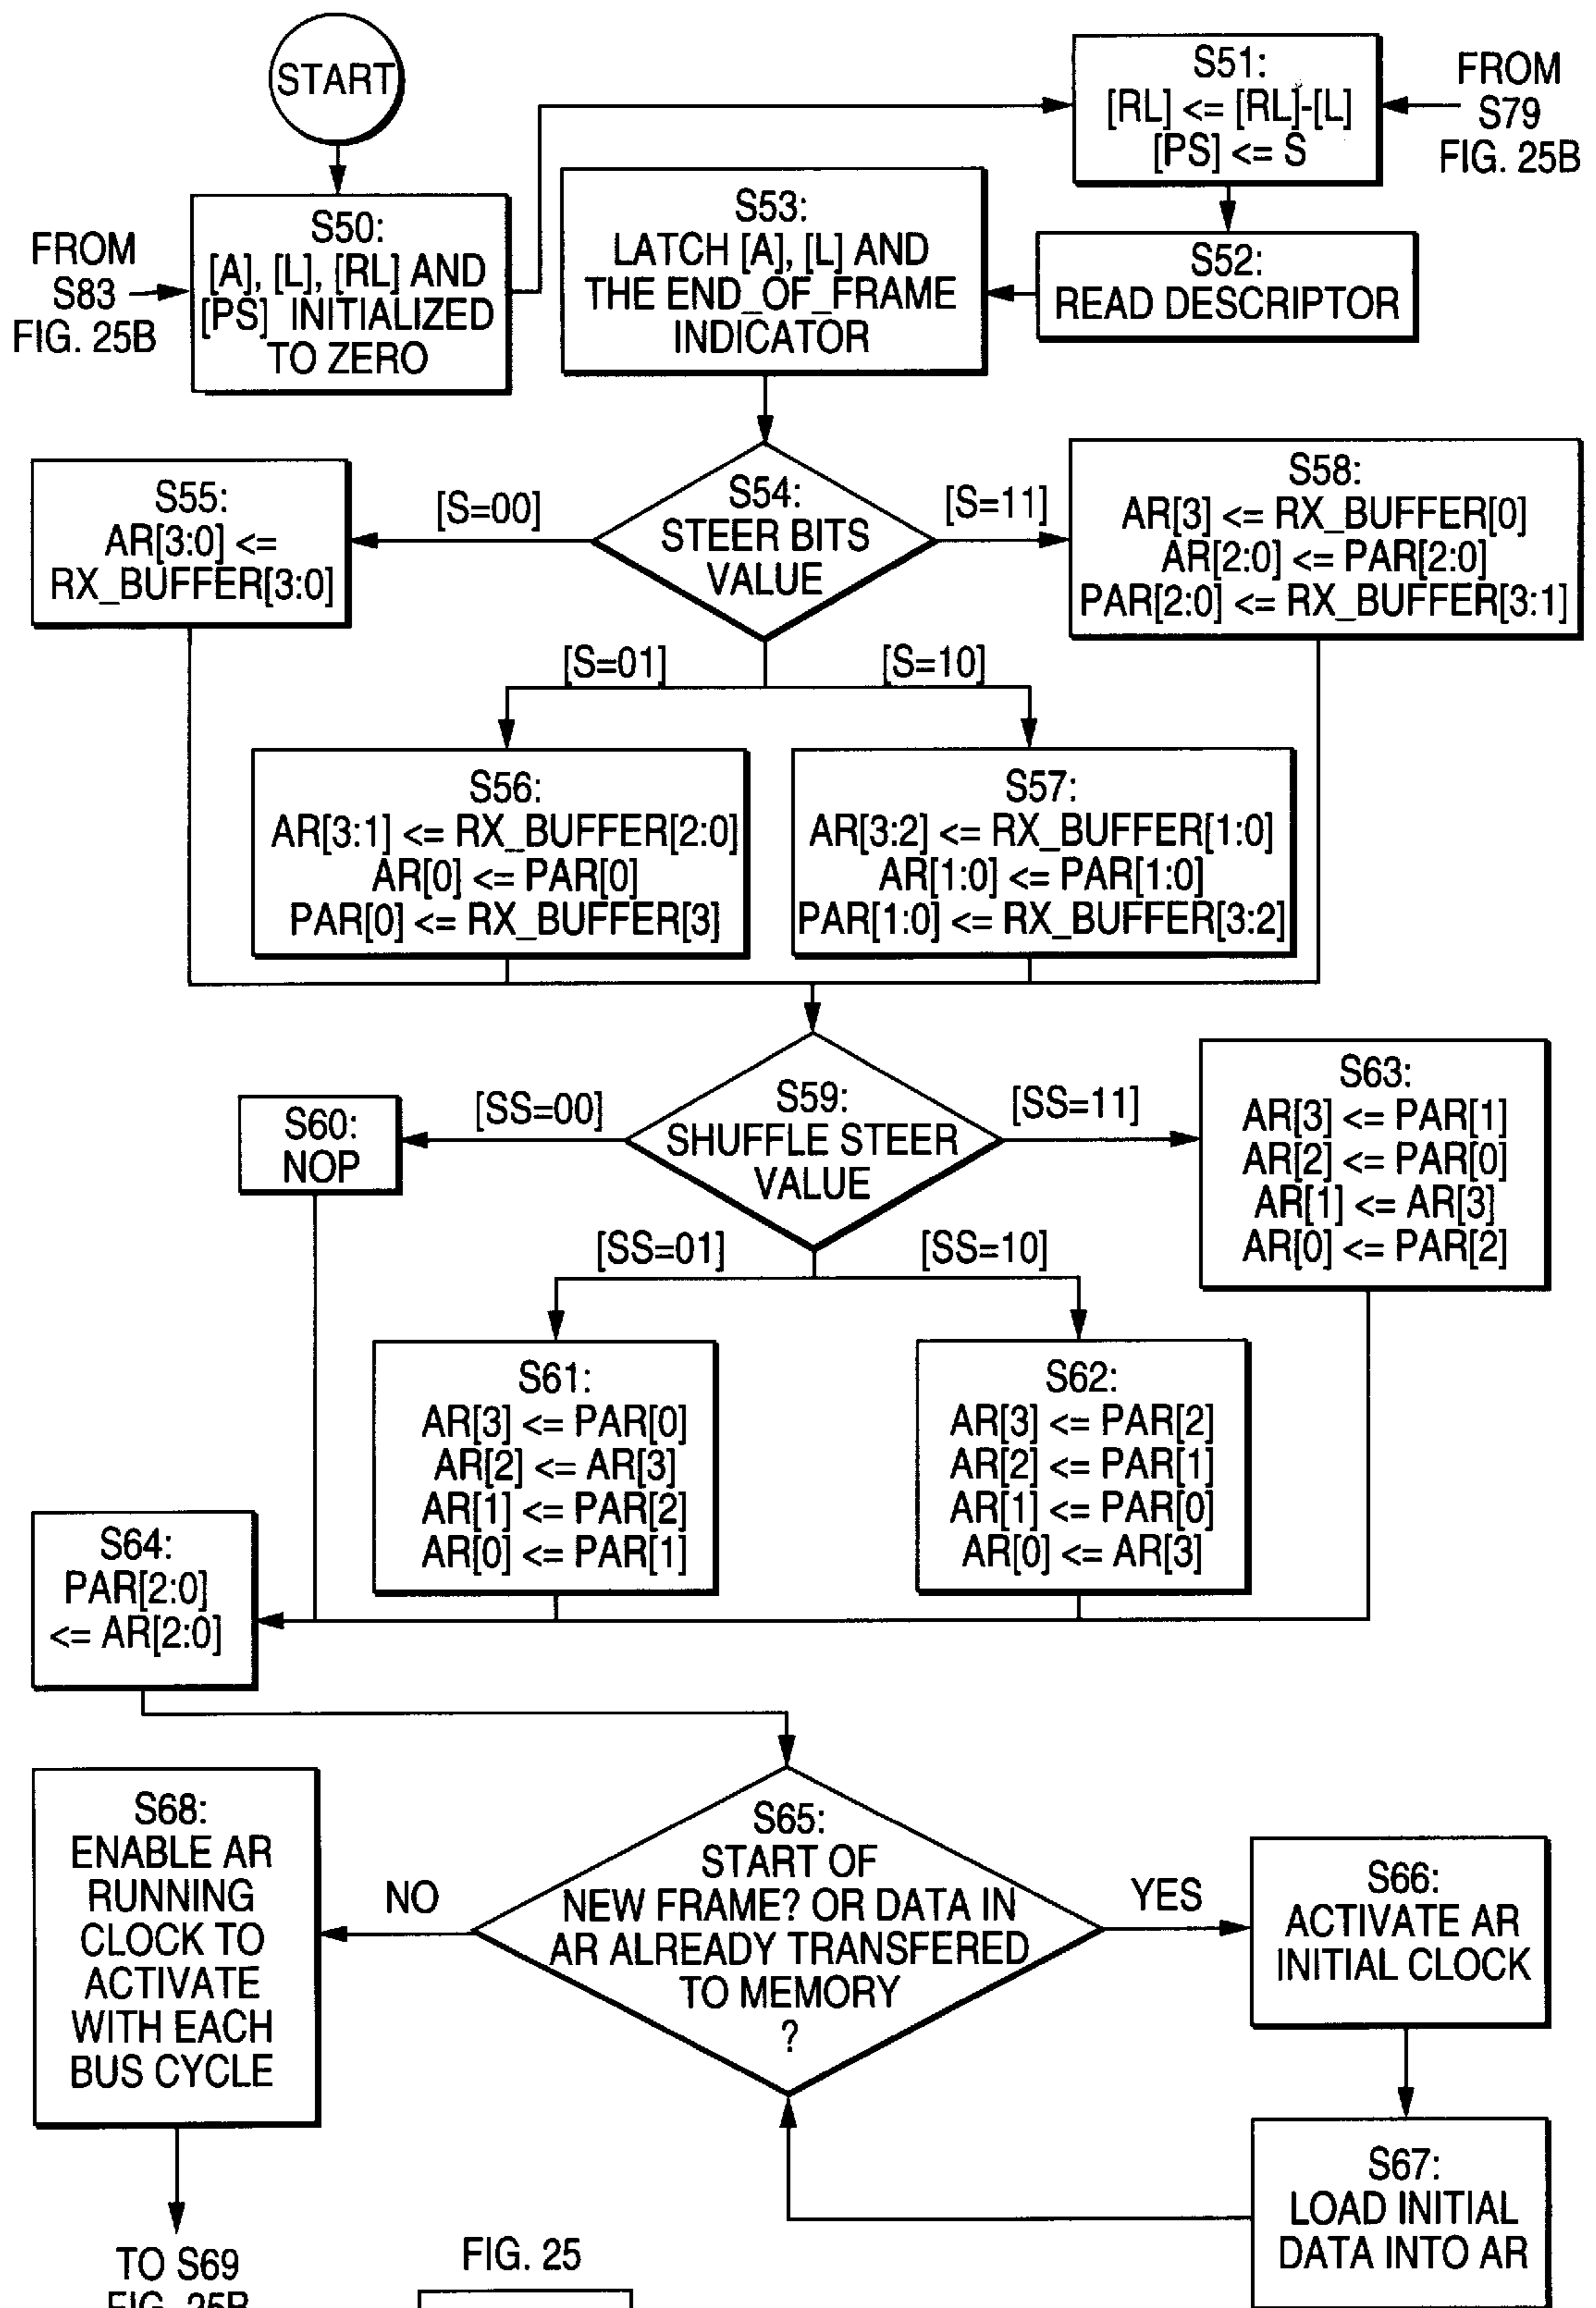 START
S51:
[RL] <= [RL]-[L]
[PS] <= S
FROM
S79
FIG. 25B
FROM
S83
FIG. 25B
S50:
[A], [L], [RL] AND
[PS] INITIALIZED
TO ZERO
S53:
LATCH [A], [L] AND
THE END_OF_FRAME
INDICATOR
S52:
READ DESCRIPTOR
S55:
AR[3:0] <=
RX_BUFFER[3:0]
[S=00]
S54:
STEER BITS
VALUE
[S=11]
S58:
AR[3] <= RX_BUFFER[0]
AR[2:0] <= PAR[2:0]
PAR[2:0] <= RX_BUFFER[3:1]
[S=01]
[S=10]
S56:
AR[3:1] <= RX_BUFFER[2:0]
AR[0] <= PAR[0]
PAR[0] <= RX_BUFFER[3]
S57:
AR[3:2] <= RX_BUFFER[1:0]
AR[1:0] <= PAR[1:0]
PAR[1:0] <= RX_BUFFER[3:2]
S60:
NOP
[SS=00]
S59:
SHUFFLE STEER
VALUE
[SS=11]
S63:
AR[3] <= PAR[1]
AR[2] <= PAR[0]
AR[1] <= AR[3]
AR[0] <= PAR[2]
[SS=01]
[SS=10]
S61:
AR[3] <= PAR[0]
AR[2] <= AR[3]
AR[1] <= PAR[2]
AR[0] <= PAR[1]
S62:
AR[3] <= PAR[2]
AR[2] <= PAR[1]
AR[1] <= PAR[0]
AR[0] <= AR[3]
S64:
PAR[2:0]
<= AR[2:0]
S68:
ENABLE AR
RUNNING
CLOCK TO
ACTIVATE
WITH EACH
BUS CYCLE
NO
S65:
START OF
NEW FRAME? OR DATA IN
AR ALREADY TRANSFERED
TO MEMORY
?
YES
S66:
ACTIVATE AR
INITIAL CLOCK
S67:
LOAD INITIAL
DATA INTO AR
TO S69
FIG. 25B
FIG. 25